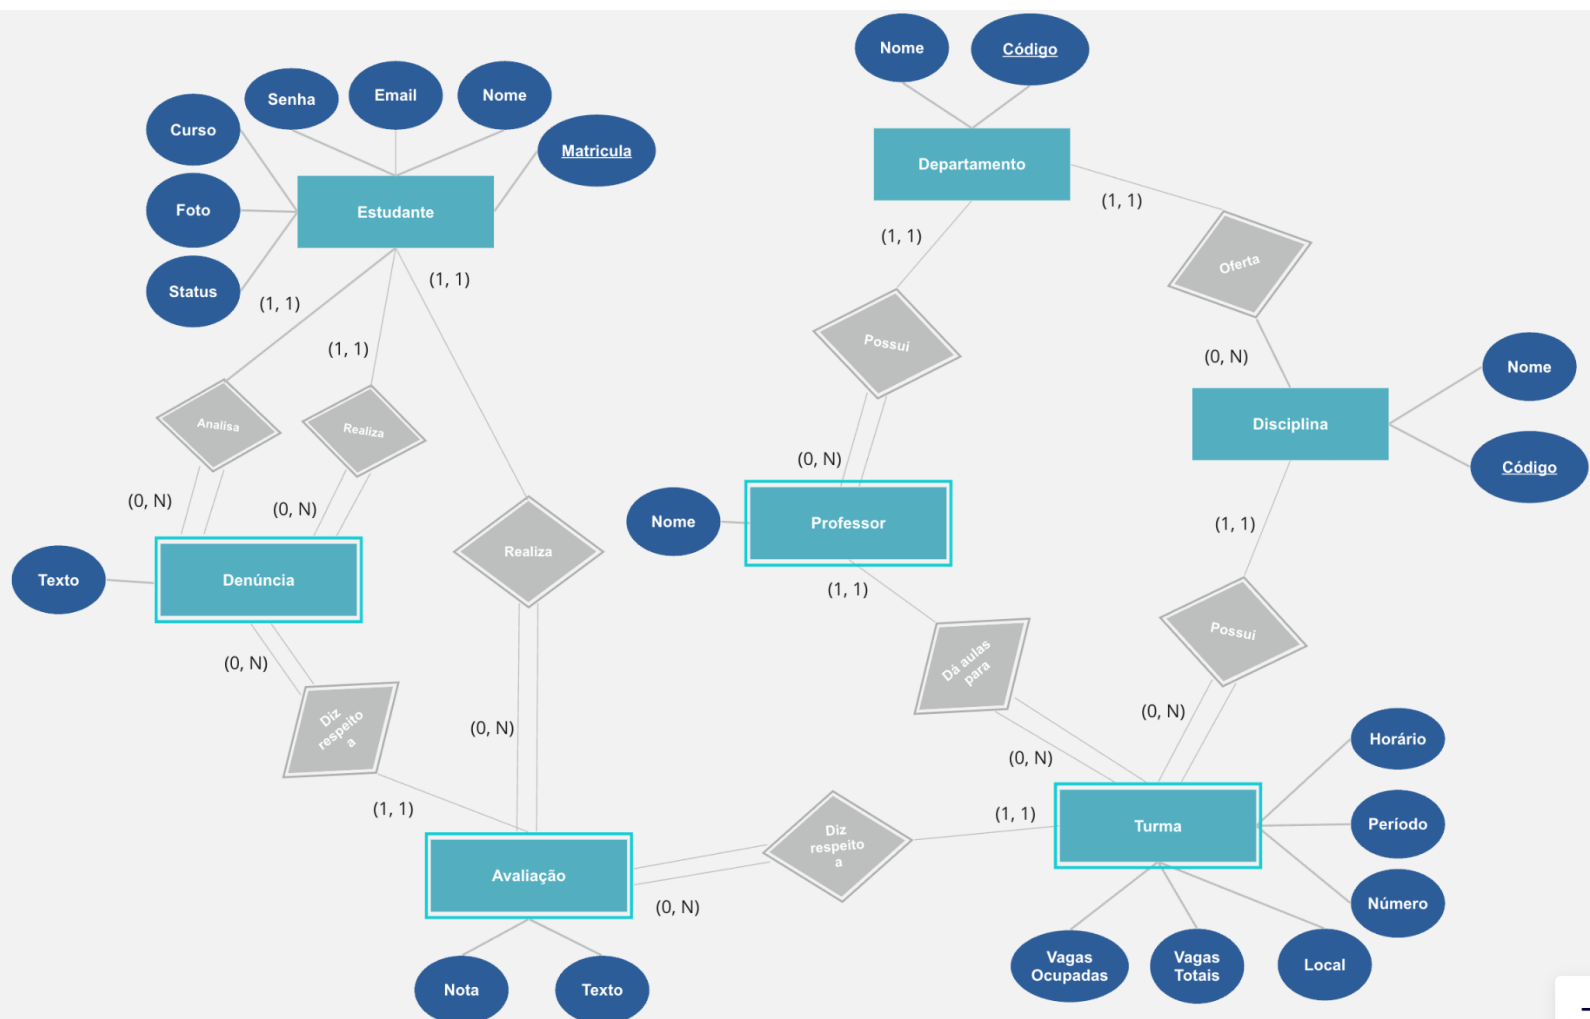 Nome
Código
Senha
Email
Nome
Curso
Matricula
Departamento
Foto
Estudante
(1, 1)
(1, 1)
Oferta
Status
(1, 1)
(1, 1)
(1, 1)
Possui
(0, N)
Nome
Analisa
Realiza
Disciplina
(0, N)
Código
(0, N)
(0, N)
Nome
Professor
(1, 1)
Realiza
Texto
Denúncia
(1, 1)
Possui
Dá aulas
para
(0, N)
(0, N)
Diz
respeito
a
(0, N)
Horário
(0, N)
(1, 1)
(1, 1)
Turma
Período
Diz
respeito
a
Avaliação
(0, N)
Número
Vagas
Ocupadas
Vagas
Totais
Local
Nota
Texto